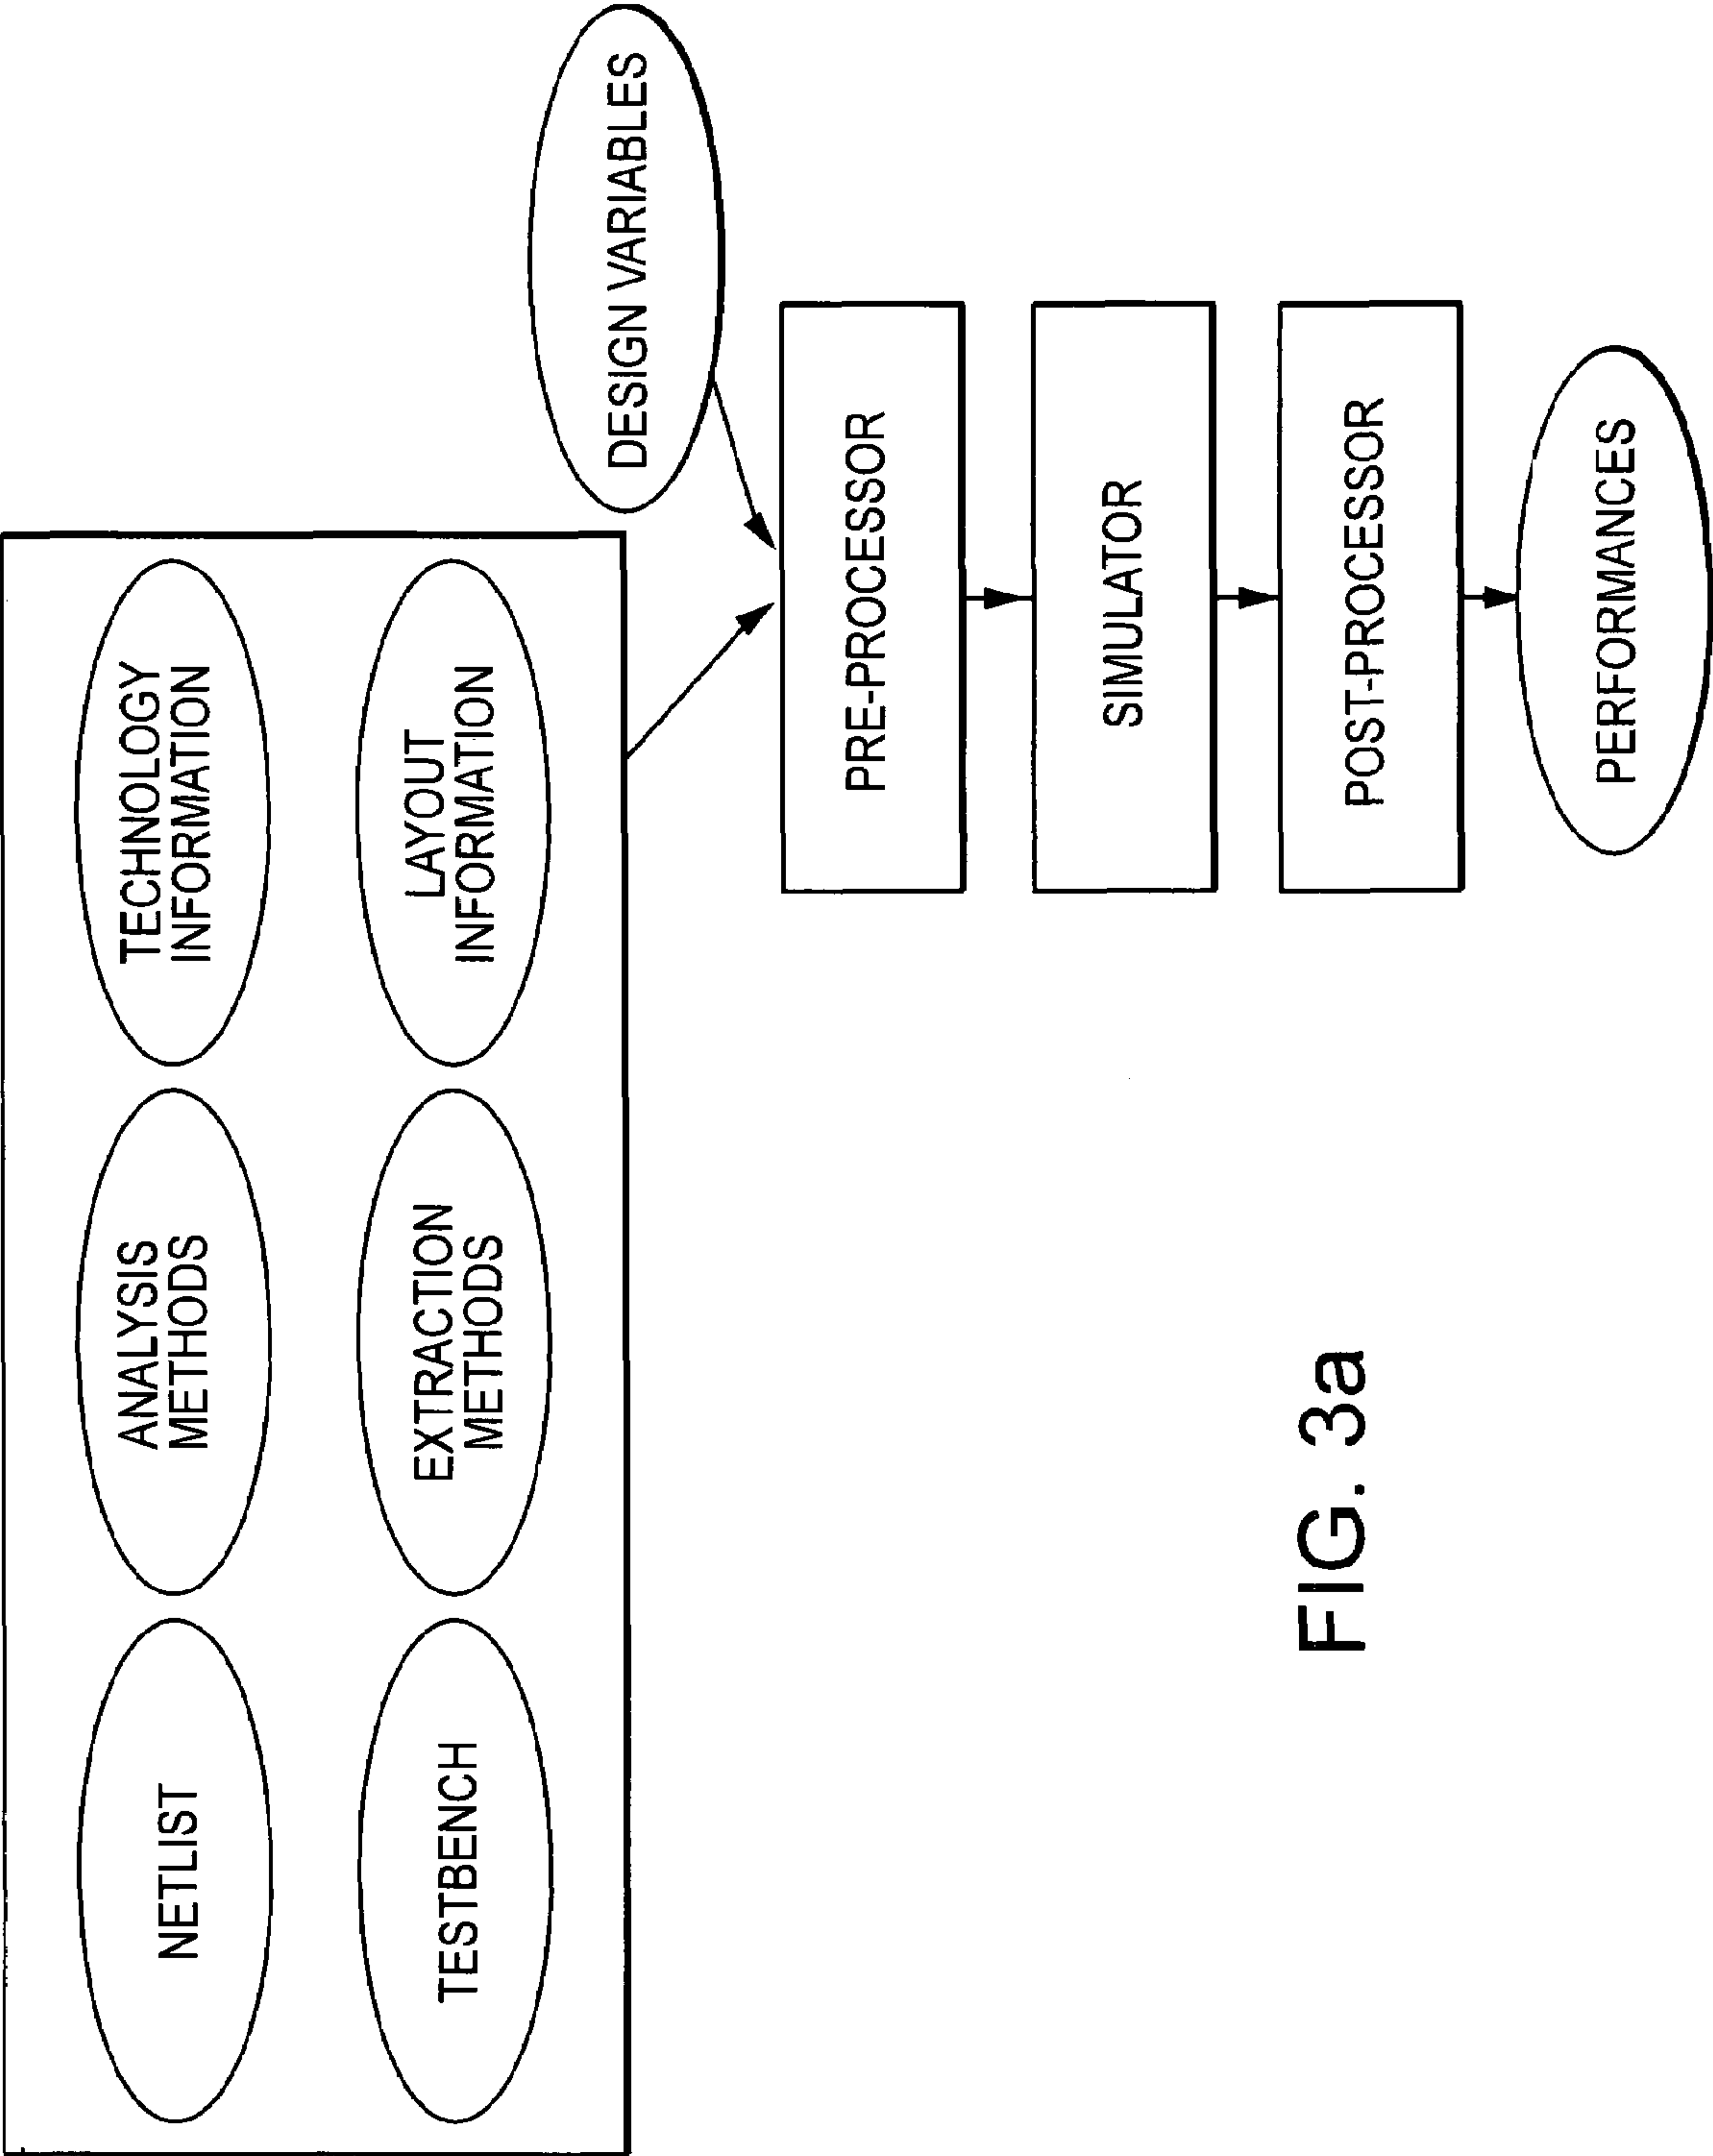 NETLIST
ANALYSIS
METHODS
TECHNOLOGY
INFORMATION
TESTBENCH
EXTRACTION
METHODS
LAYOUT
INFORMATION
DESIGN VARIABLES
PRE-PROCESSOR
SIMULATOR
POST-PROCESSOR
PERFORMANCES
FIG. 3a